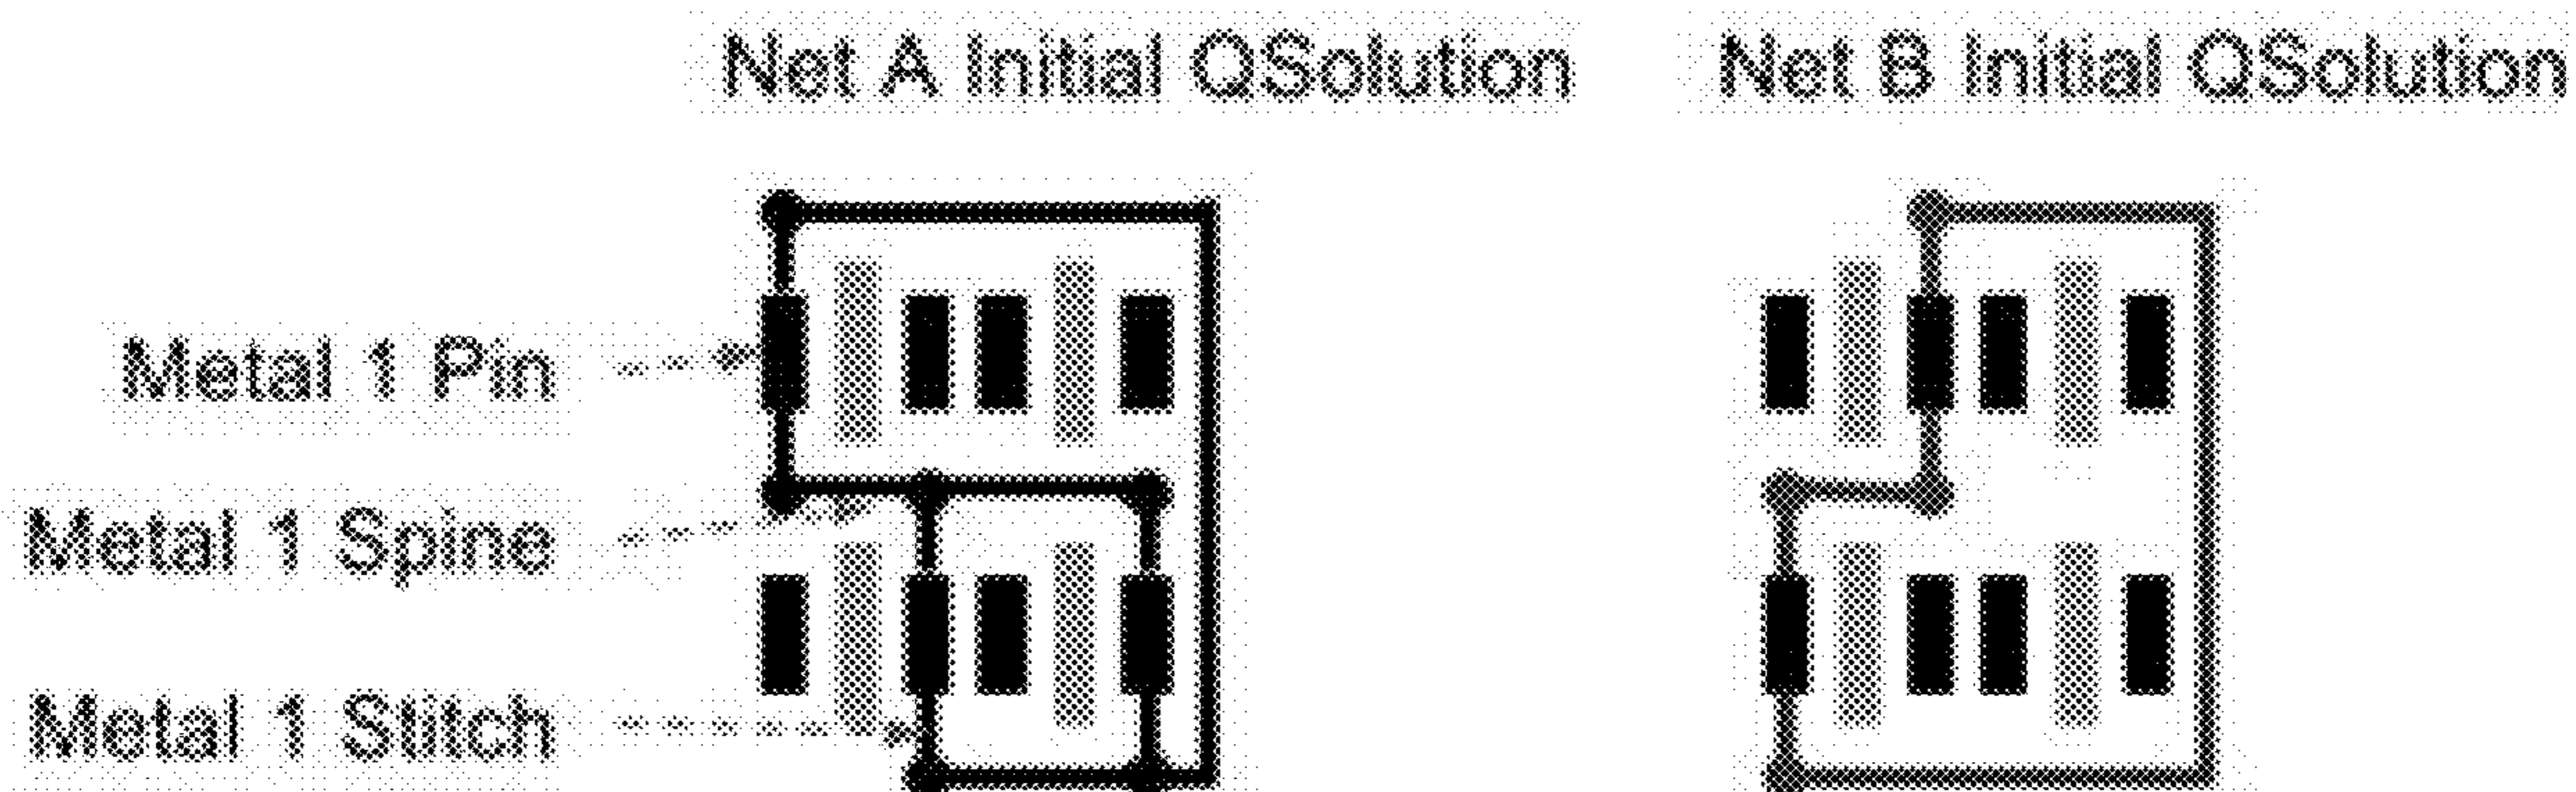 Net A Initial QSolution
Net B Initial QSolution
Metal 1 Pin
Metal 1 Spine
Metal 1 Stitch